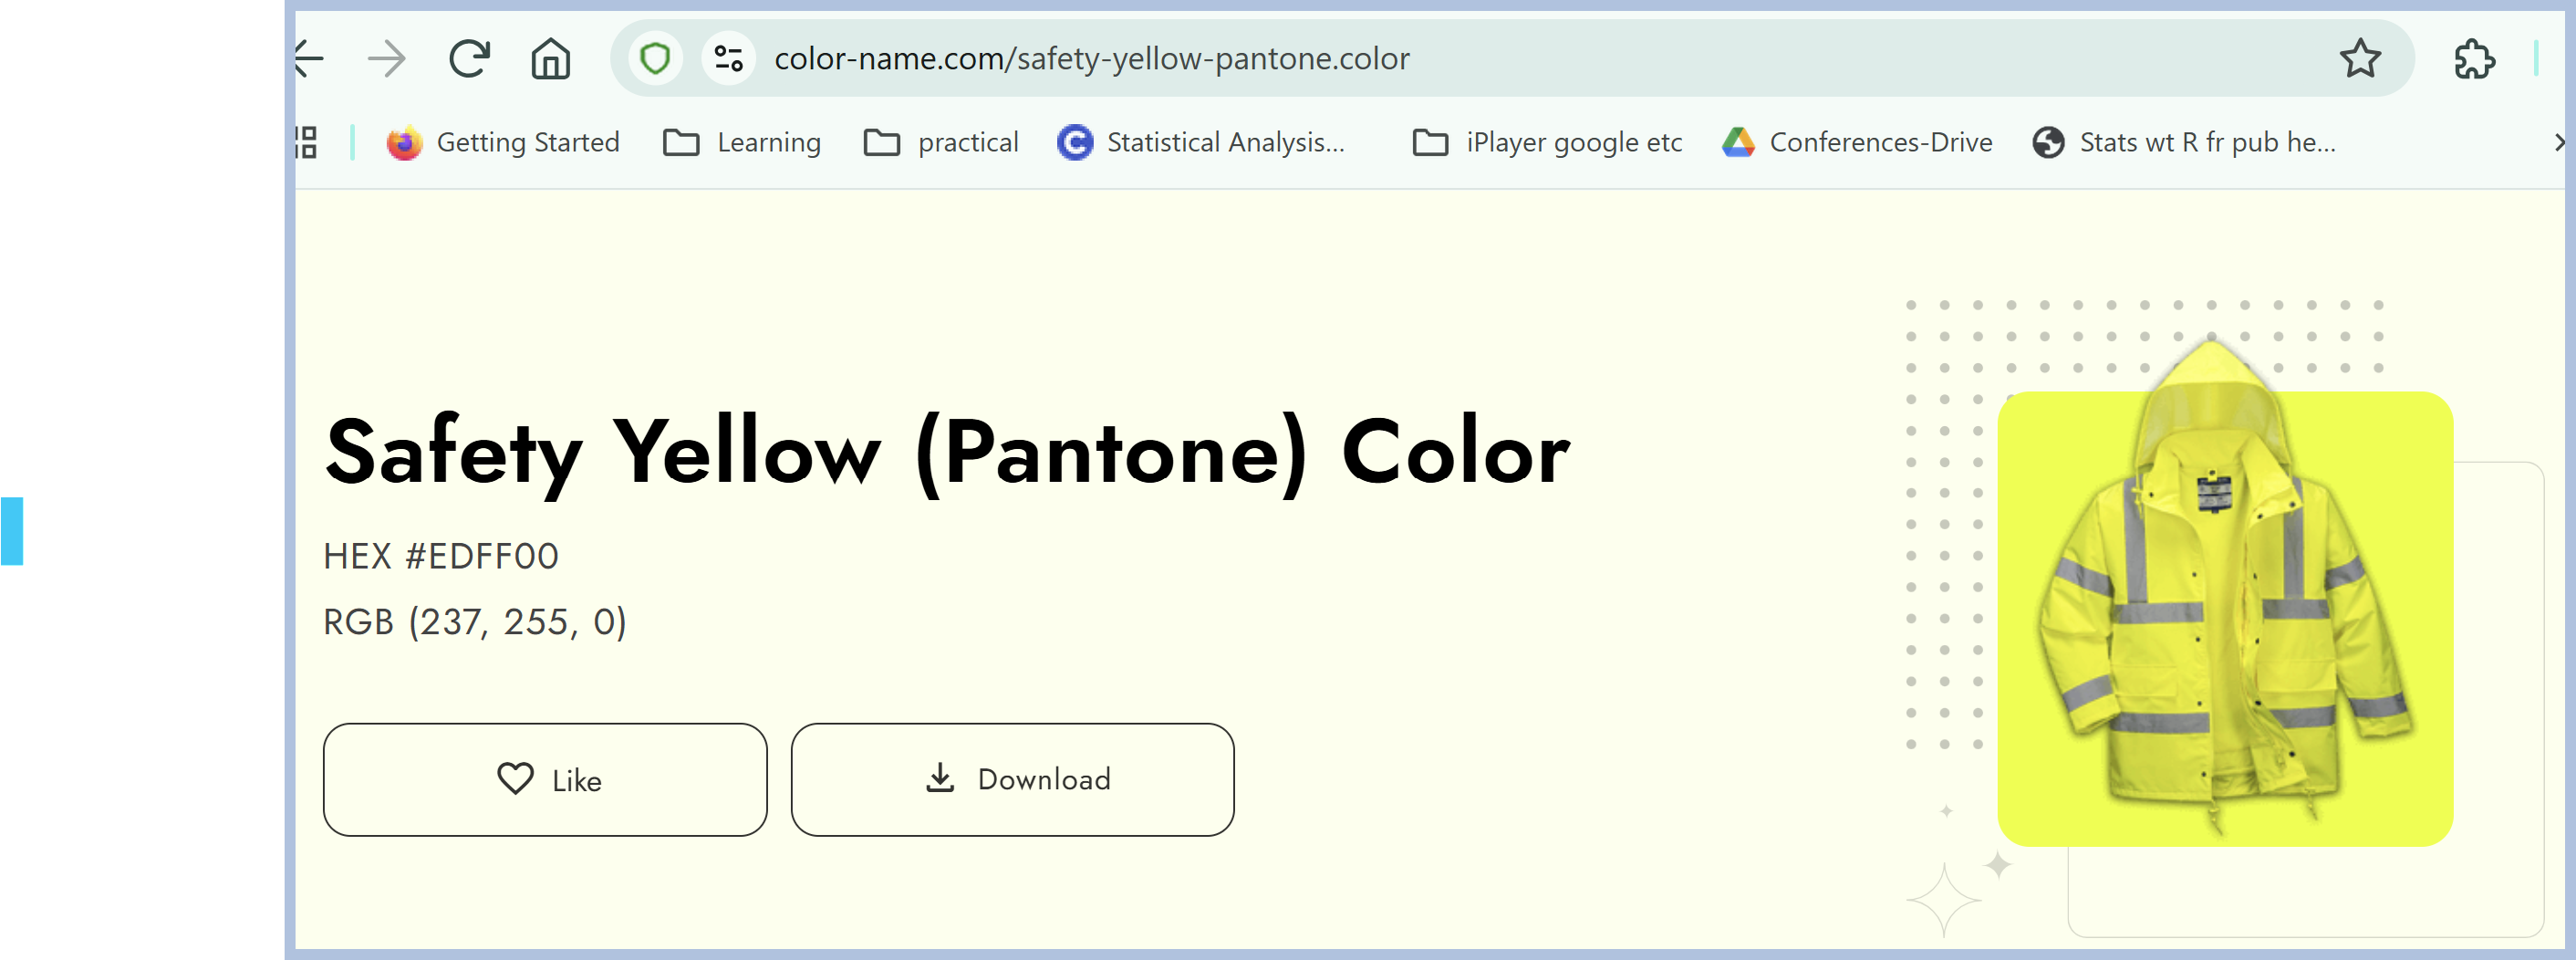 color-name.com/safety-yellow-pantone.color
Getting Started Learning practical Statistical Analysis... iPlayer google etc Conferences-Drive Stats wt R fr pub he...
Safety Yellow (Pantone) Color
HEX #EDFF00
RGB (237, 255, 0)
Like Download